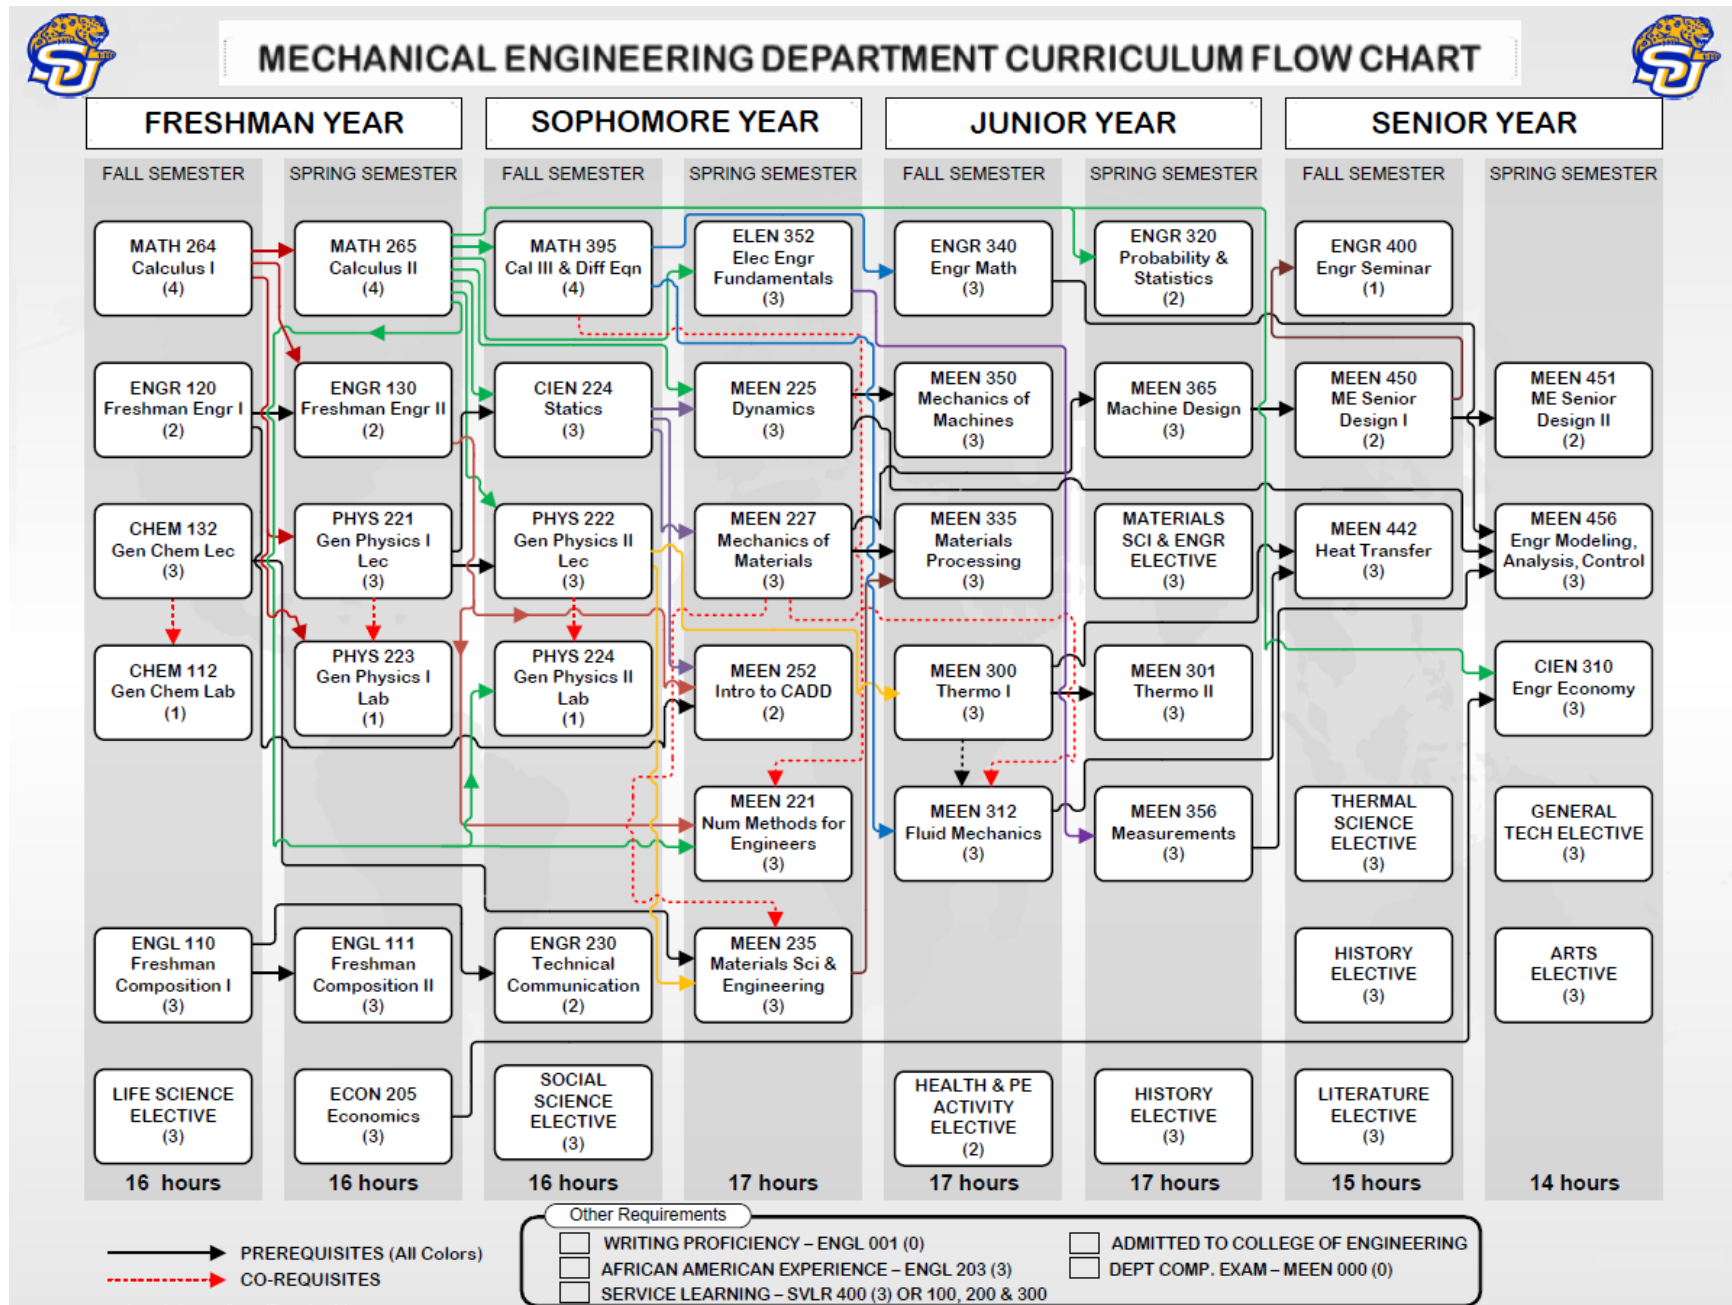 SU
MECHANICAL ENGINEERING DEPARTMENT CURRICULUM FLOW CHART
SU
FRESHMAN YEAR
SOPHOMORE YEAR
JUNIOR YEAR
SENIOR YEAR
FALL SEMESTER
SPRING SEMESTER
FALL SEMESTER
SPRING SEMESTER
FALL SEMESTER
SPRING SEMESTER
FALL SEMESTER
SPRING SEMESTER
MATH 264
Calculus I
(4)
MATH 265
Calculus II
(4)
MATH 395
Cal III & Diff Eqn
(4)
ELEN 352
Elec Engr
Fundamentals
(3)
ENGR 340
Engr Math
(3)
ENGR 320
Probability &
Statistics
(2)
ENGR 400
Engr Seminar
(1)
ENGR 120
Freshman Engr I
(2)
ENGR 130
Freshman Engr II
(2)
CIEN 224
Statics
(3)
MEEN 225
Dynamics
(3)
MEEN 350
Mechanics of
Machines
(3)
MEEN 365
Machine Design
(3)
MEEN 450
ME Senior
Design I
(2)
MEEN 451
ME Senior
Design II
(2)
CHEM 132
Gen Chem Lec
(3)
PHYS 221
Gen Physics I
Lec
(3)
PHYS 222
Gen Physics II
Lec
(3)
MEEN 227
Mechanics of
Materials
(3)
MEEN 335
Materials
Processing
(3)
MATERIALS
SCI & ENGR
ELECTIVE
(3)
MEEN 442
Heat Transfer
(3)
MEEN 456
Engr Modeling,
Analysis, Control
(3)
CHEM 112
Gen Chem Lab
(1)
PHYS 223
Gen Physics I
Lab
(1)
PHYS 224
Gen Physics II
Lab
(1)
MEEN 252
Intro to CADD
(2)
MEEN 300
Thermo I
(3)
MEEN 301
Thermo II
(3)
CIEN 310
Engr Economy
(3)
MEEN 221
Num Methods for
Engineers
(3)
MEEN 312
Fluid Mechanics
(3)
MEEN 356
Measurements
(3)
THERMAL
SCIENCE
ELECTIVE
(3)
GENERAL
TECH ELECTIVE
(3)
ENGL 110
Freshman
Composition I
(3)
ENGL 111
Freshman
Composition II
(3)
ENGR 230
Technical
Communication
(2)
MEEN 235
Materials Sci &
Engineering
(3)
HISTORY
ELECTIVE
(3)
ARTS
ELECTIVE
(3)
LIFE SCIENCE
ELECTIVE
(3)
ECON 205
Economics
(3)
SOCIAL
SCIENCE
ELECTIVE
(3)
HEALTH & PE
ACTIVITY
ELECTIVE
(2)
HISTORY
ELECTIVE
(3)
LITERATURE
ELECTIVE
(3)
16 hours
16 hours
16 hours
17 hours
17 hours
17 hours
15 hours
14 hours
PREREQUISITES (All Colors)
CO-REQUISITES
Other Requirements
WRITING PROFICIENCY – ENGL 001 (0)
AFRICAN AMERICAN EXPERIENCE – ENGL 203 (3)
SERVICE LEARNING – SVLR 400 (3) OR 100, 200 & 300
ADMITTED TO COLLEGE OF ENGINEERING
DEPT COMP. EXAM – MEEN 000 (0)